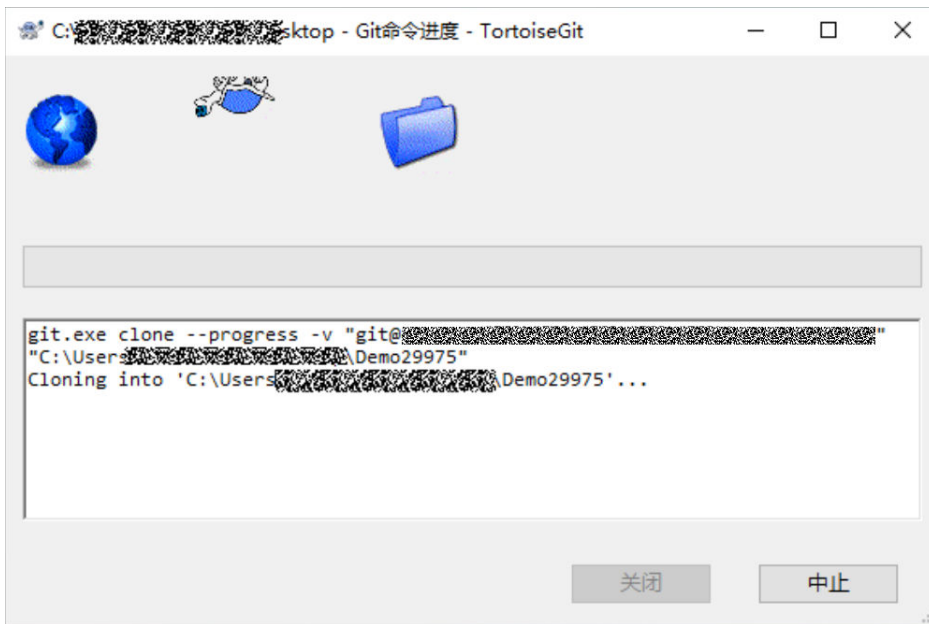 C:\ sktop - Git命令进度 - TortoiseGit
git.exe clone --progress -v "git@ "
"C:\Users \Demo29975"
Cloning into 'C:\Users \Demo29975'...
关闭
中止